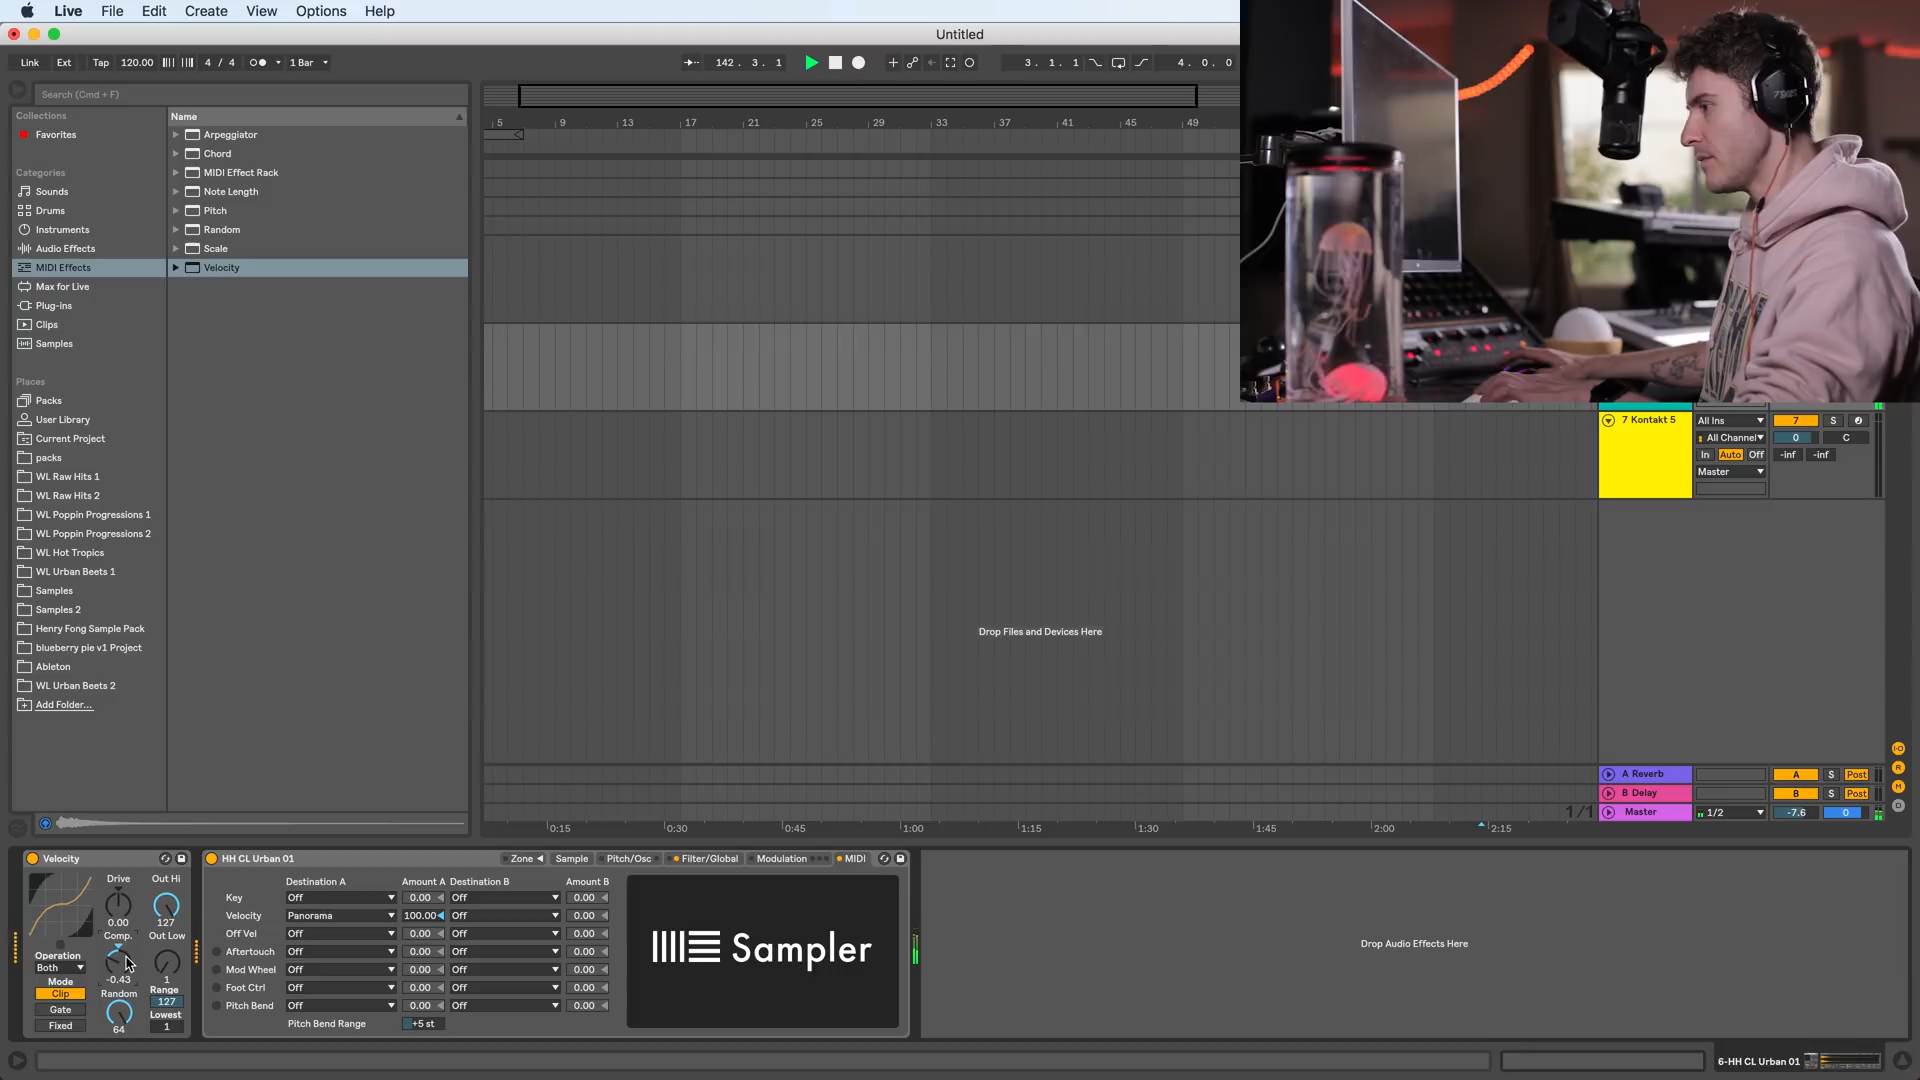 Live File Edit Create View Options Help
Untitled
Link Ext Tap 120.00 4 / 4 1 Bar 142. 3. 1 3. 1. 1 4. 0. 0
Search (Cmd + F)
Collections
Favorites
Categories
Sounds
Drums
Instruments
Audio Effects
MIDI Effects
Max for Live
Plug-ins
Clips
Samples
Places
Packs
User Library
Current Project
packs
WL Raw Hits 1
WL Raw Hits 2
WL Poppin Progressions 1
WL Poppin Progressions 2
WL Hot Tropics
WL Urban Beets 1
Samples
Samples 2
Henry Fong Sample Pack
blueberry pie v1 Project
Ableton
WL Urban Beets 2
Add Folder...
Name
Arpeggiator
Chord
MIDI Effect Rack
Note Length
Pitch
Random
Scale
Velocity
5 9 13 17 21 25 29 33 37 41 45 49
7 Kontakt 5 All Ins 7 S
All Channel 0 C
In Auto Off -inf -inf
Master
Drop Files and Devices Here
A Reverb A S Post
B Delay B S Post
1/1 Master 1/2 -7.6 0
0:15 0:30 0:45 1:00 1:15 1:30 1:45 2:00 2:15
I·O
R
M
D
Velocity
Drive Out Hi
0.00 127
Comp. Out Low
Operation
Both
-0.43 1
Mode Random Range
Clip 127
Gate Lowest
Fixed 64 1
HH CL Urban 01 Zone Sample Pitch/Osc Filter/Global Modulation MIDI
Destination A Amount A Destination B Amount B
Key Off 0.00 Off 0.00
Velocity Panorama 100.00 Off 0.00
Off Vel Off 0.00 Off 0.00
Aftertouch Off 0.00 Off 0.00
Mod Wheel Off 0.00 Off 0.00
Foot Ctrl Off 0.00 Off 0.00
Pitch Bend Off 0.00 Off 0.00
Pitch Bend Range +5 st
Sampler
Drop Audio Effects Here
6-HH CL Urban 01